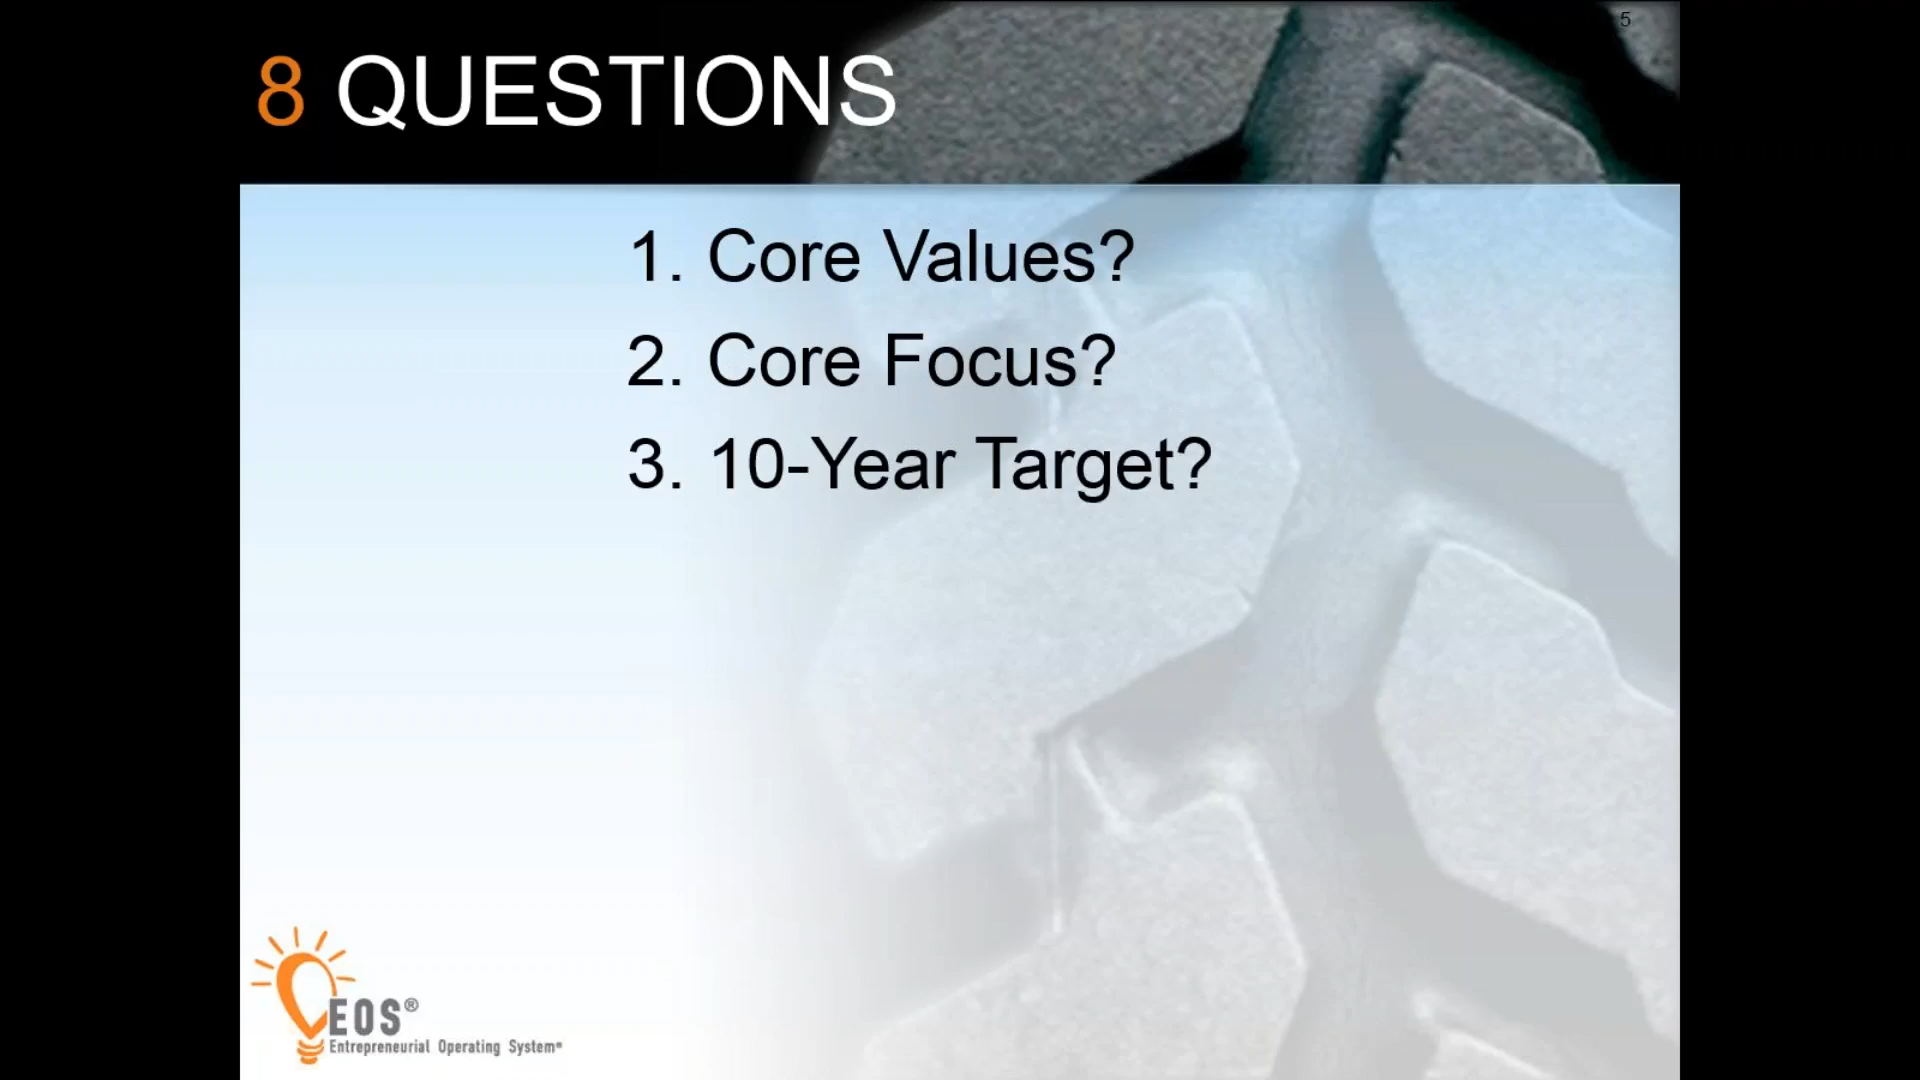 5
8 QUESTIONS
1. Core Values?
2. Core Focus?
3. 10-Year Target?
EOS®
Entrepreneurial Operating System®